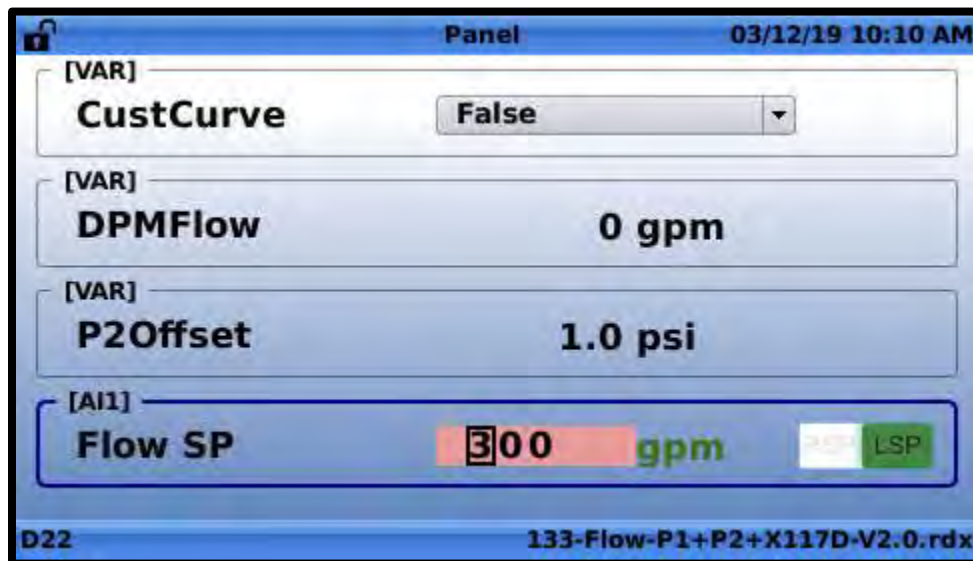 Panel 03/12/19 10:10 AM
[VAR]
CustCurve False
[VAR]
DPMFlow 0 gpm
[VAR]
P2Offset 1.0 psi
[AI1]
Flow SP 300 gpm LSP
D22 133-Flow-P1+P2+X117D-V2.0.rdx